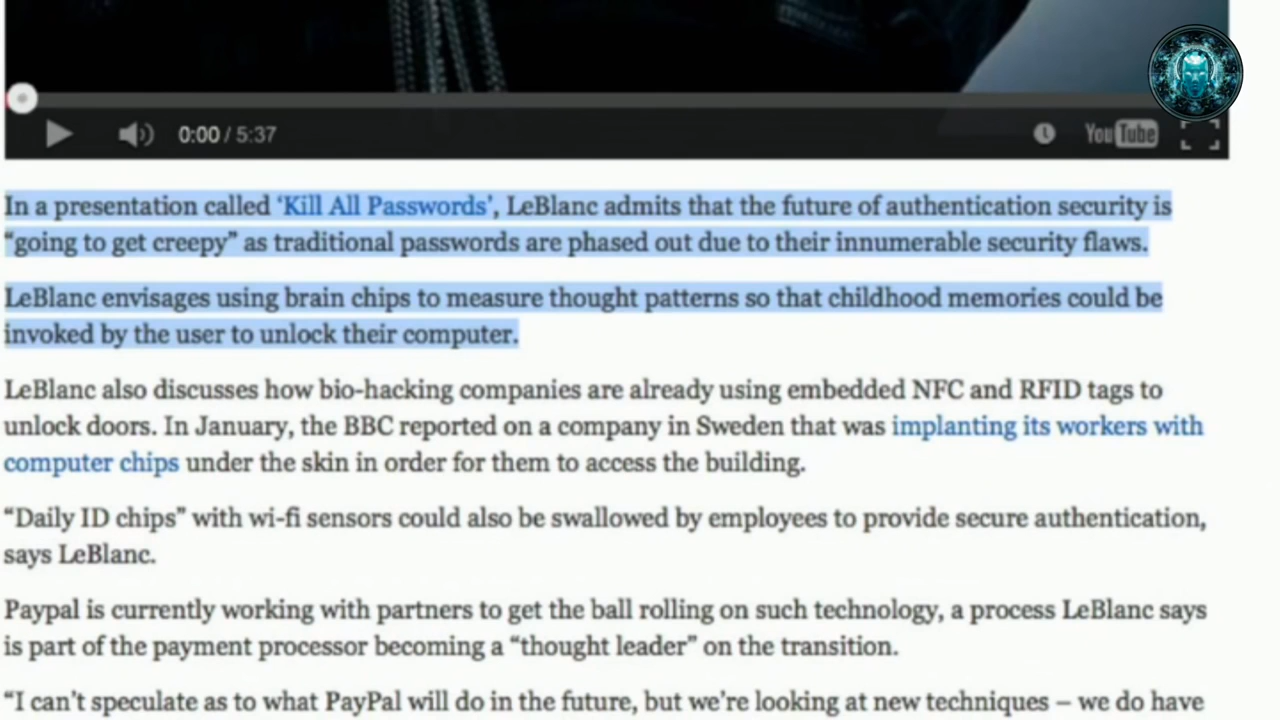 0:00 / 5:37
YouTube
In a presentation called ‘Kill All Passwords’, LeBlanc admits that the future of authentication security is
“going to get creepy” as traditional passwords are phased out due to their innumerable security flaws.
LeBlanc envisages using brain chips to measure thought patterns so that childhood memories could be
invoked by the user to unlock their computer.
LeBlanc also discusses how bio-hacking companies are already using embedded NFC and RFID tags to
unlock doors. In January, the BBC reported on a company in Sweden that was implanting its workers with
computer chips under the skin in order for them to access the building.
“Daily ID chips” with wi-fi sensors could also be swallowed by employees to provide secure authentication,
says LeBlanc.
Paypal is currently working with partners to get the ball rolling on such technology, a process LeBlanc says
is part of the payment processor becoming a “thought leader” on the transition.
“I can’t speculate as to what PayPal will do in the future, but we’re looking at new techniques – we do have